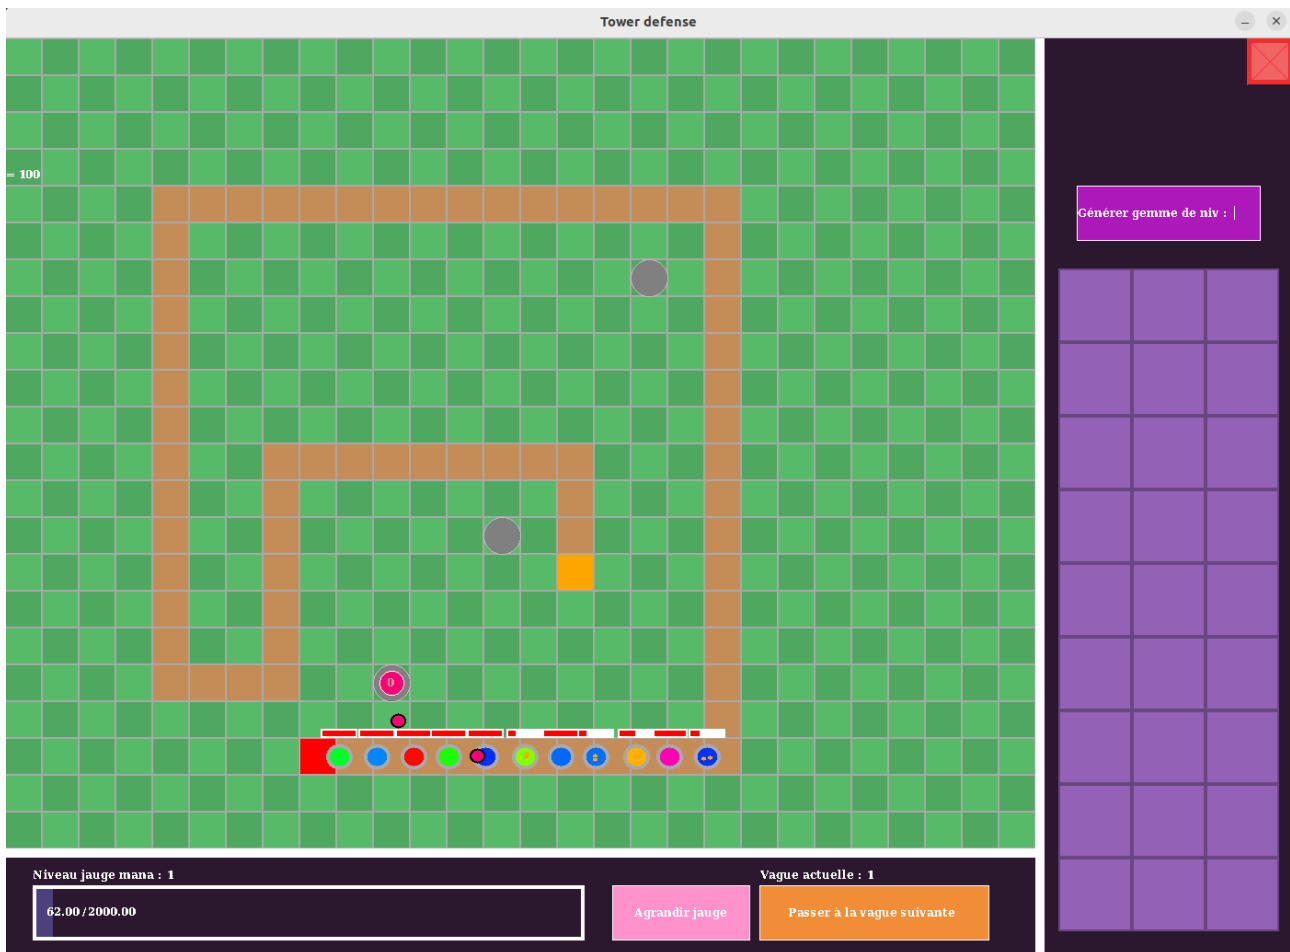 Tower defense
= 100
Générer gemme de niv :
0
Niveau jauge mana : 1
Vague actuelle : 1
62.00/2000.00
Agrandir jauge
Passer à la vague suivante